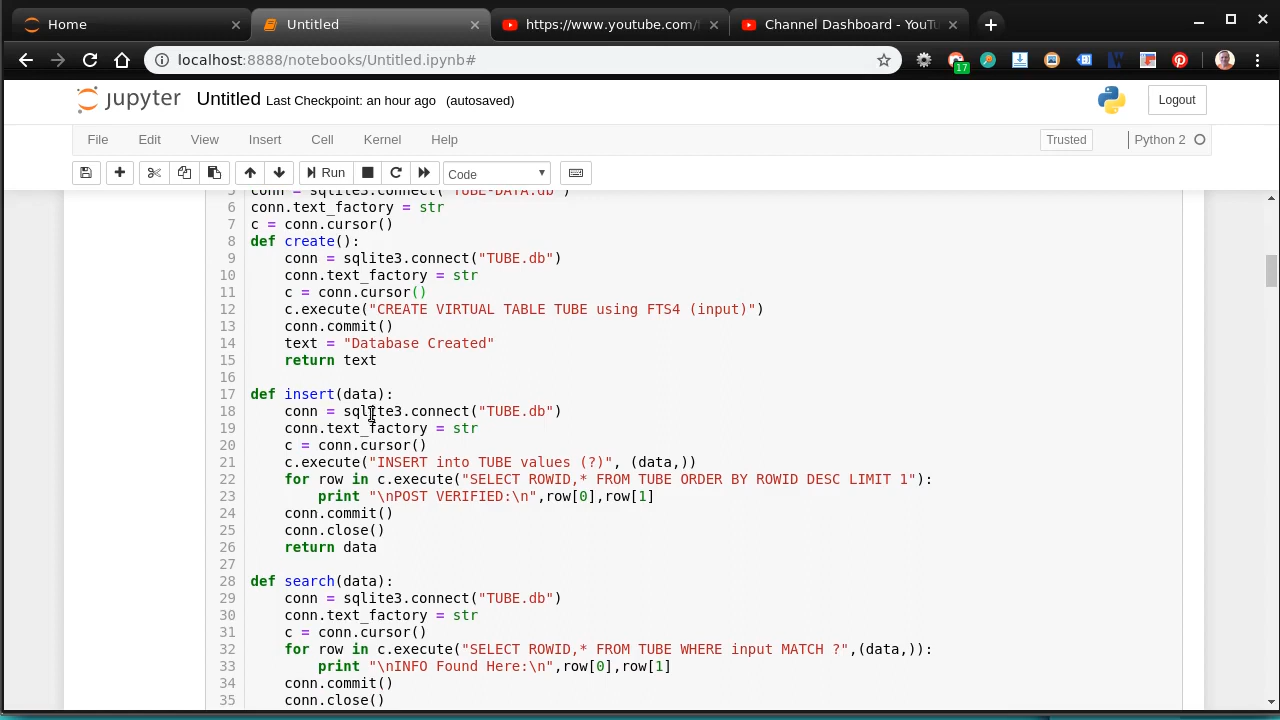 Home
Untitled
https://www.youtube.com/
Channel Dashboard - YouTu
localhost:8888/notebooks/Untitled.ipynb#
17
jupyter Untitled Last Checkpoint: an hour ago (autosaved)
Logout
File Edit View Insert Cell Kernel Help
Trusted
Python 2
Run
Code
5 conn = sqlite3.connect("TUBE-DATA.db")
6 conn.text_factory = str
7 c = conn.cursor()
8 def create():
9 conn = sqlite3.connect("TUBE.db")
10 conn.text_factory = str
11 c = conn.cursor()
12 c.execute("CREATE VIRTUAL TABLE TUBE using FTS4 (input)")
13 conn.commit()
14 text = "Database Created"
15 return text
16
17 def insert(data):
18 conn = sqlite3.connect("TUBE.db")
19 conn.text_factory = str
20 c = conn.cursor()
21 c.execute("INSERT into TUBE values (?)", (data,))
22 for row in c.execute("SELECT ROWID,* FROM TUBE ORDER BY ROWID DESC LIMIT 1"):
23 print "\nPOST VERIFIED:\n",row[0],row[1]
24 conn.commit()
25 conn.close()
26 return data
27
28 def search(data):
29 conn = sqlite3.connect("TUBE.db")
30 conn.text_factory = str
31 c = conn.cursor()
32 for row in c.execute("SELECT ROWID,* FROM TUBE WHERE input MATCH ?",(data,)):
33 print "\nINFO Found Here:\n",row[0],row[1]
34 conn.commit()
35 conn.close()